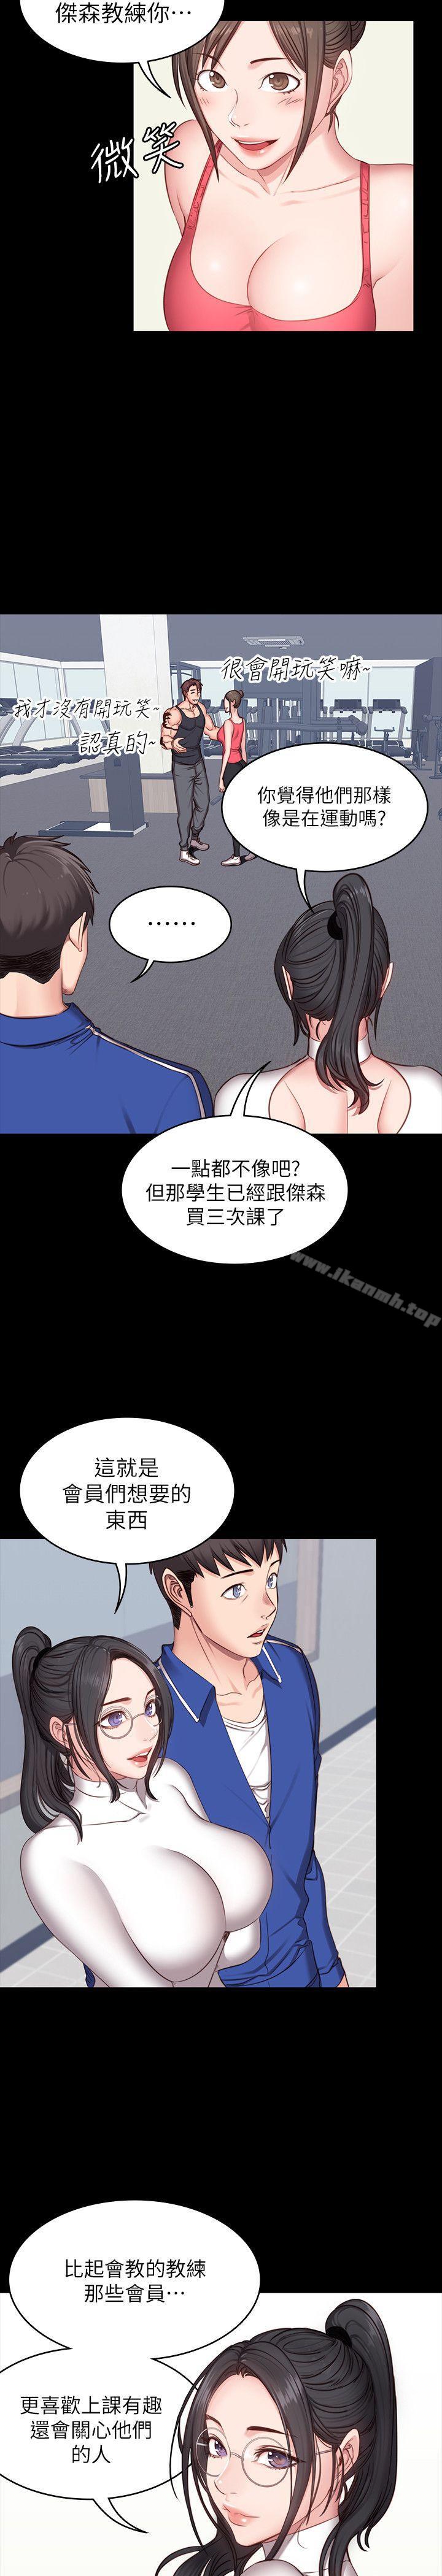 傑森教練你⋯
微笑
很會開玩笑嘛~
我才沒有開玩笑~
認真的~
你覺得他們那樣
像是在運動嗎?
⋯⋯
一點都不像吧?
但那學生已經跟傑森
買三次課了
www.ikanmh.top
這就是
會員們想要的
東西
比起會教的教練
那些會員⋯
更喜歡上課有趣
還會關心他們
的人